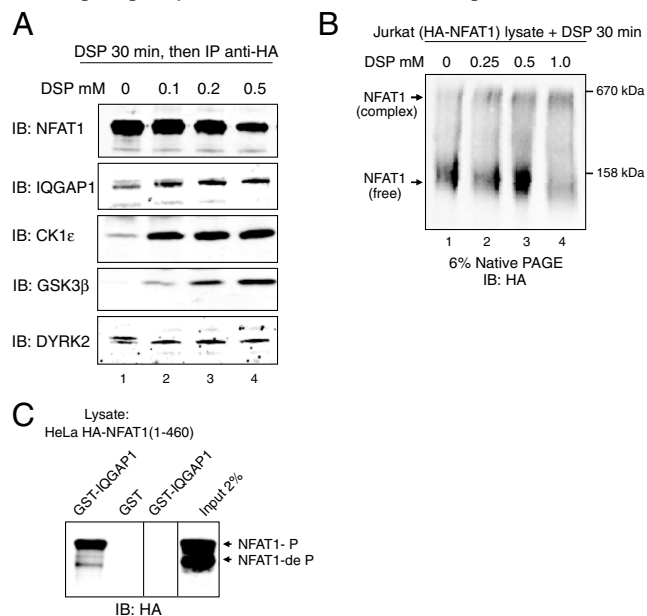 A
DSP 30 min, then IP anti-HA
DSP mM 0 0.1 0.2 0.5
IB: NFAT1
IB: IQGAP1
IB: CK1ε
IB: GSK3β
IB: DYRK2
1 2 3 4
B
Jurkat (HA-NFAT1) lysate + DSP 30 min
DSP mM 0 0.25 0.5 1.0
NFAT1
(complex)
670 kDa
NFAT1
(free)
158 kDa
1 2 3 4
6% Native PAGE
IB: HA
C
Lysate:
HeLa HA-NFAT1(1-460)
GST-IQGAP1
GST
GST-IQGAP1
Input 2%
NFAT1- P
NFAT1-de P
IB: HA